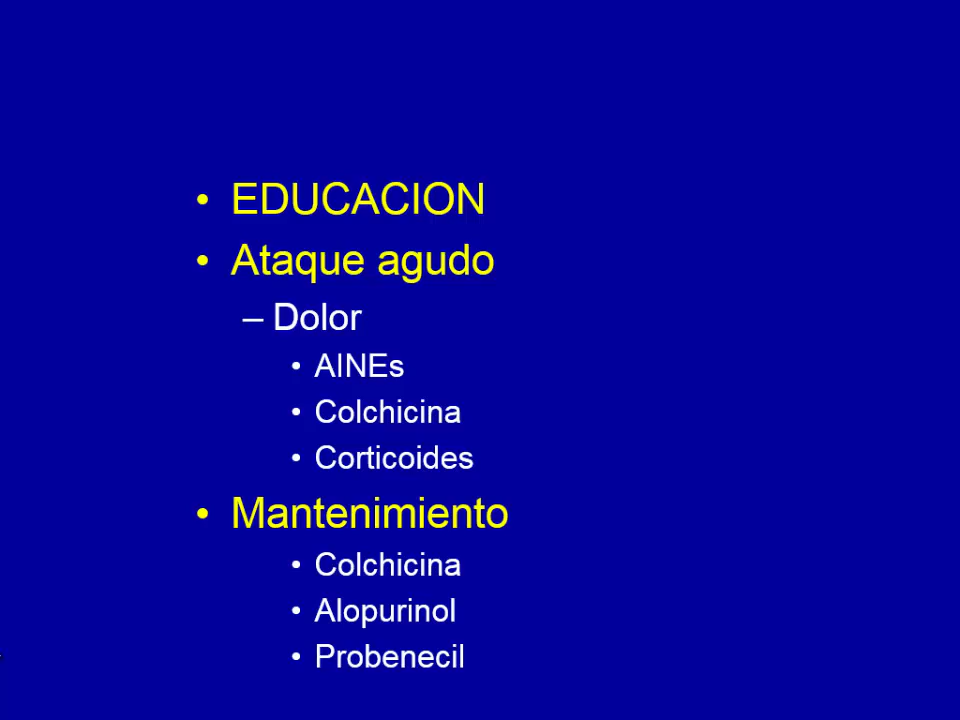 • EDUCACION
• Ataque agudo
– Dolor
• AINEs
• Colchicina
• Corticoides
• Mantenimiento
• Colchicina
• Alopurinol
• Probenecil